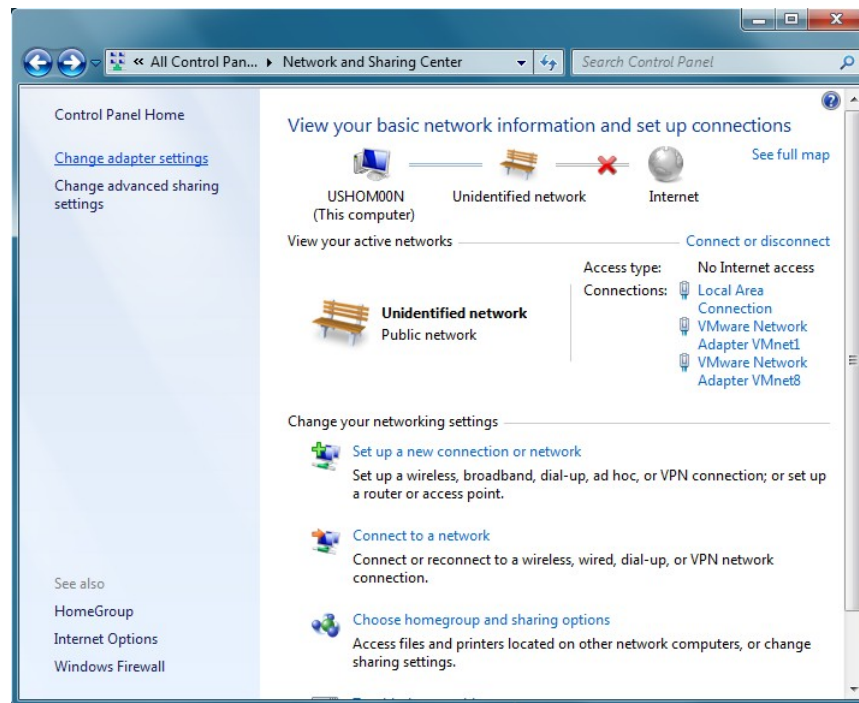 « All Control Pan... ▸ Network and Sharing Center
Search Control Panel
Control Panel Home
Change adapter settings
Change advanced sharing
settings
View your basic network information and set up connections
See full map
USHOM00N
(This computer)
Unidentified network
Internet
View your active networks
Connect or disconnect
Unidentified network
Public network
Access type: No Internet access
Connections: Local Area
Connection
VMware Network
Adapter VMnet1
VMware Network
Adapter VMnet8
Change your networking settings
Set up a new connection or network
Set up a wireless, broadband, dial-up, ad hoc, or VPN connection; or set up
a router or access point.
Connect to a network
Connect or reconnect to a wireless, wired, dial-up, or VPN network
connection.
Choose homegroup and sharing options
Access files and printers located on other network computers, or change
sharing settings.
See also
HomeGroup
Internet Options
Windows Firewall